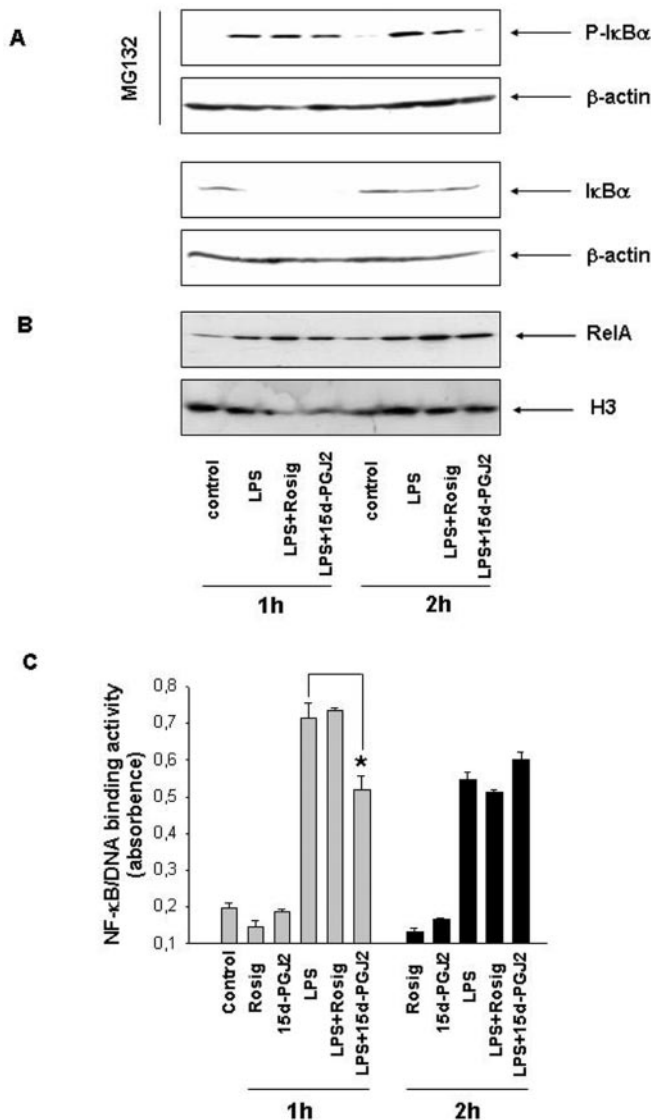 A
MG132
P-IκBα
β-actin
IκBα
β-actin
B
RelA
H3
control
LPS
LPS+Rosig
LPS+15d-PGJ2
control
LPS
LPS+Rosig
LPS+15d-PGJ2
1h
2h
C
NF-κB/DNA binding activity
(absorbence)
0,8
0,7
0,6
0,5
0,4
0,3
0,2
0,1
*
Control
Rosig
15d-PGJ2
LPS
LPS+Rosig
LPS+15d-PGJ2
Rosig
15d-PGJ2
LPS
LPS+Rosig
LPS+15d-PGJ2
1h
2h